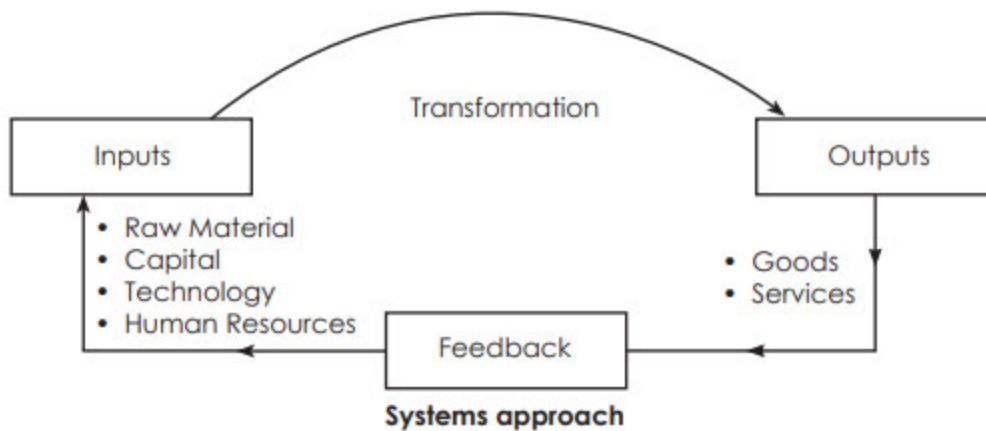 Transformation
Inputs
Outputs
• Raw Material
• Capital
• Technology
• Human Resources
• Goods
• Services
Feedback
Systems approach